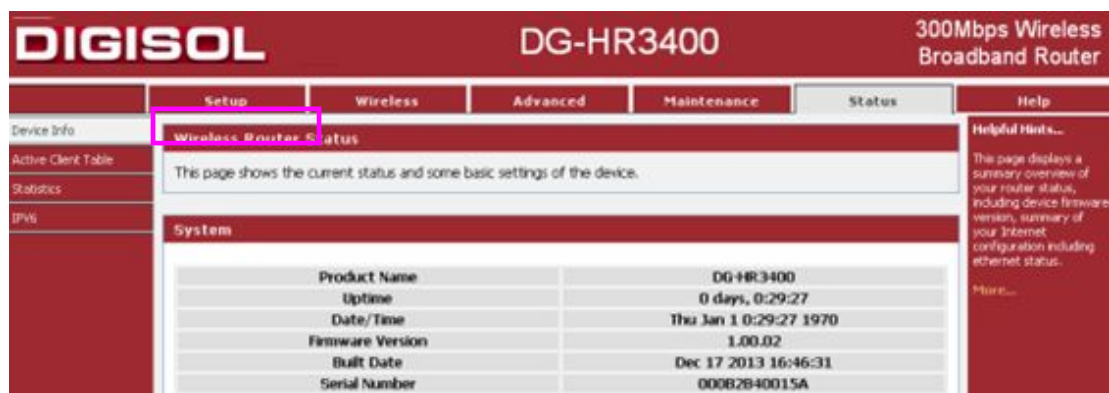 DIGISOL
DG-HR3400
300Mbps Wireless
Broadband Router
Setup Wireless Advanced Maintenance Status Help
Device Info
Active Client Table
Statistics
IPV6
Wireless Router Status
This page shows the current status and some basic settings of the device.
System
Product Name DG-HR3400
Uptime 0 days, 0:29:27
Date/Time Thu Jan 1 0:29:27 1970
Firmware Version 1.00.02
Built Date Dec 17 2013 16:46:31
Serial Number 000B2B40015A
Helpful Hints...
This page displays a
summary overview of
your router status,
including device firmware
version, summary of
your Internet
configuration including
ethernet status.
More...